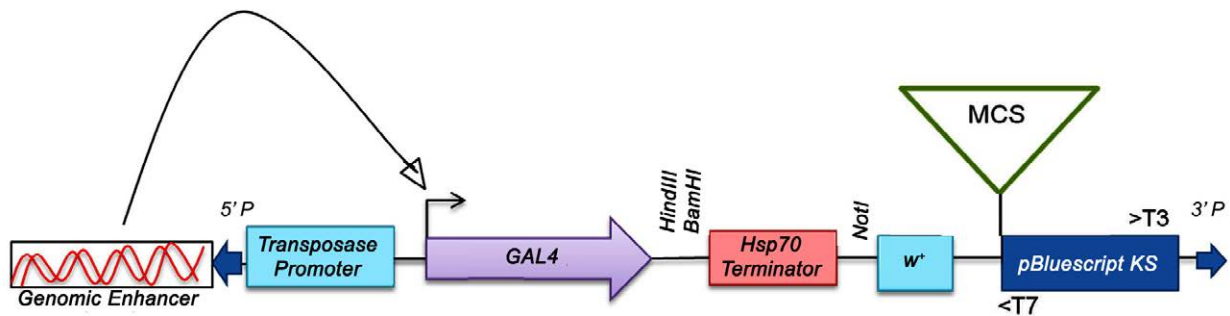 MCS
5' P
HindIII
BamHI
NotI
>T3
3' P
Transposase
Promoter
GAL4
Hsp70
Terminator
w+
pBluescript KS
Genomic Enhancer
<T7